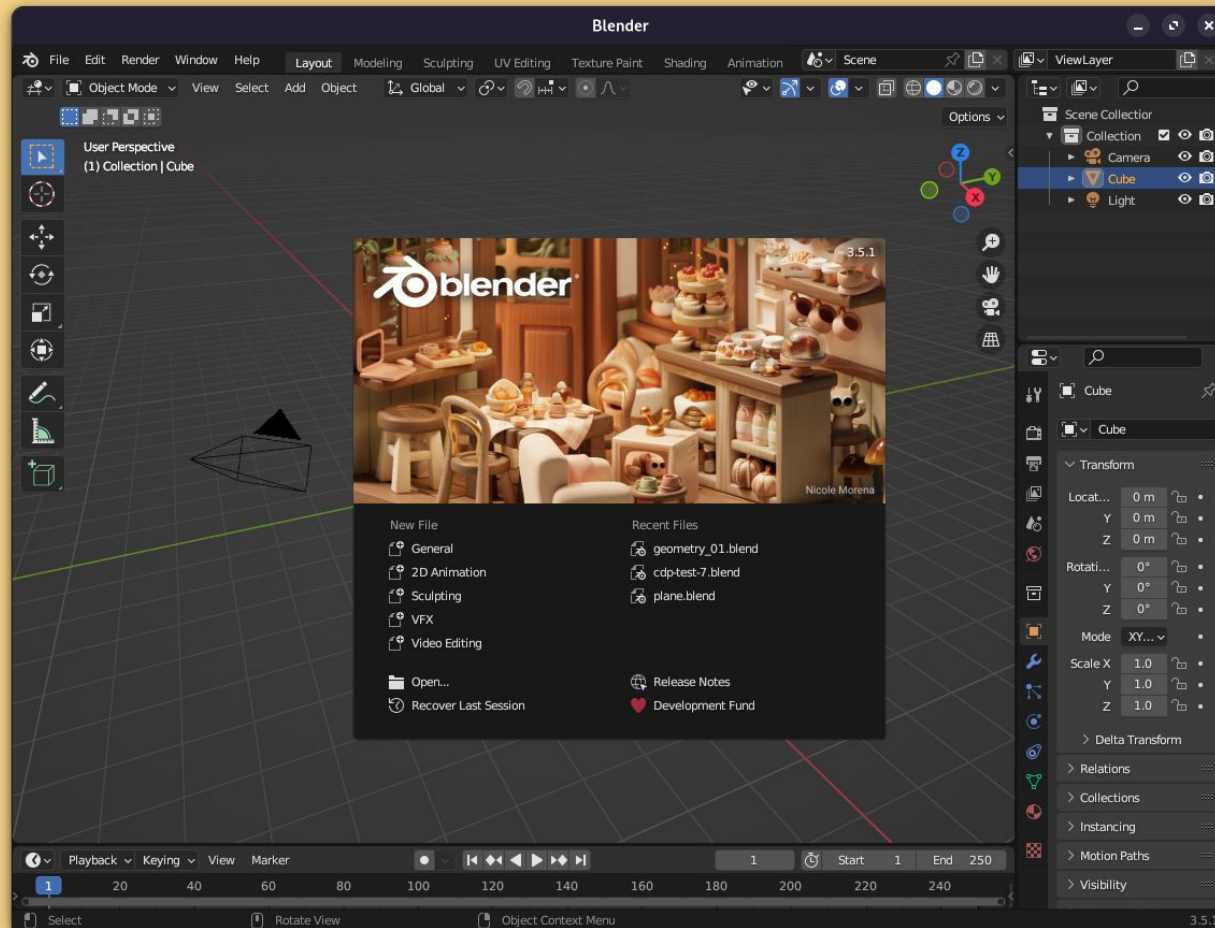 Blender
File Edit Render Window Help Layout Modeling Sculpting UV Editing Texture Paint Shading Animation Scene ViewLayer
Object Mode View Select Add Object Global
Options
User Perspective
(1) Collection | Cube
Z
Y
X
Scene Collection
Collection
Camera
Cube
Light
blender
3.5.1
Nicole Morena
New File
General
2D Animation
Sculpting
VFX
Video Editing
Open...
Recover Last Session
Recent Files
geometry_01.blend
cdp-test-7.blend
plane.blend
Release Notes
Development Fund
Cube
Cube
Transform
Locat... 0 m
Y 0 m
Z 0 m
Rotati... 0°
Y 0°
Z 0°
Mode XY...
Scale X 1.0
Y 1.0
Z 1.0
Delta Transform
Relations
Collections
Instancing
Motion Paths
Visibility
Playback Keying View Marker 1 Start 1 End 250
1 20 40 60 80 100 120 140 160 180 200 220 240
Select Rotate View Object Context Menu 3.5.1